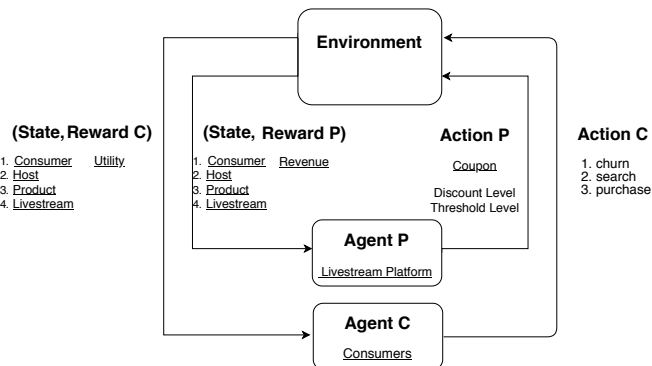 Environment
(State, Reward C)
1. Consumer Utility
2. Host
3. Product
4. Livestream
(State, Reward P)
1. Consumer Revenue
2. Host
3. Product
4. Livestream
Action P
Coupon
Discount Level
Threshold Level
Action C
1. churn
2. search
3. purchase
Agent P
Livestream Platform
Agent C
Consumers